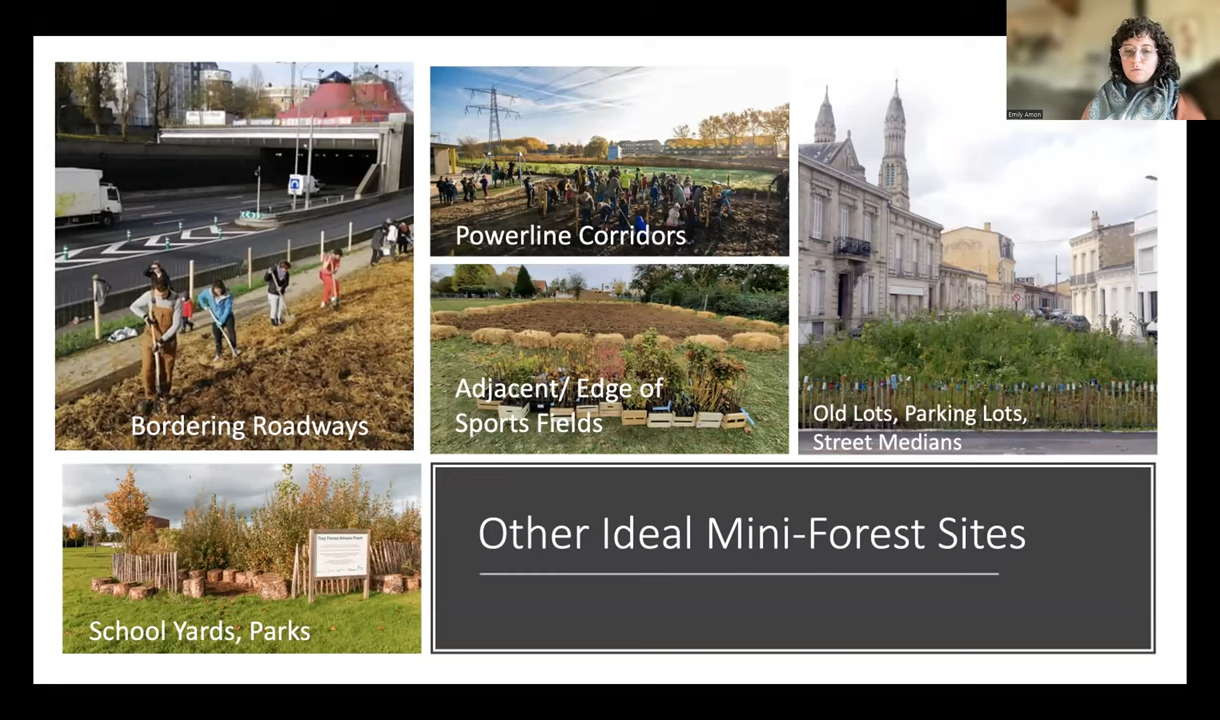 Emily Amon
Powerline Corridors
Bordering Roadways
Adjacent/ Edge of
Sports Fields
Old Lots, Parking Lots,
Street Medians
School Yards, Parks
Other Ideal Mini-Forest Sites